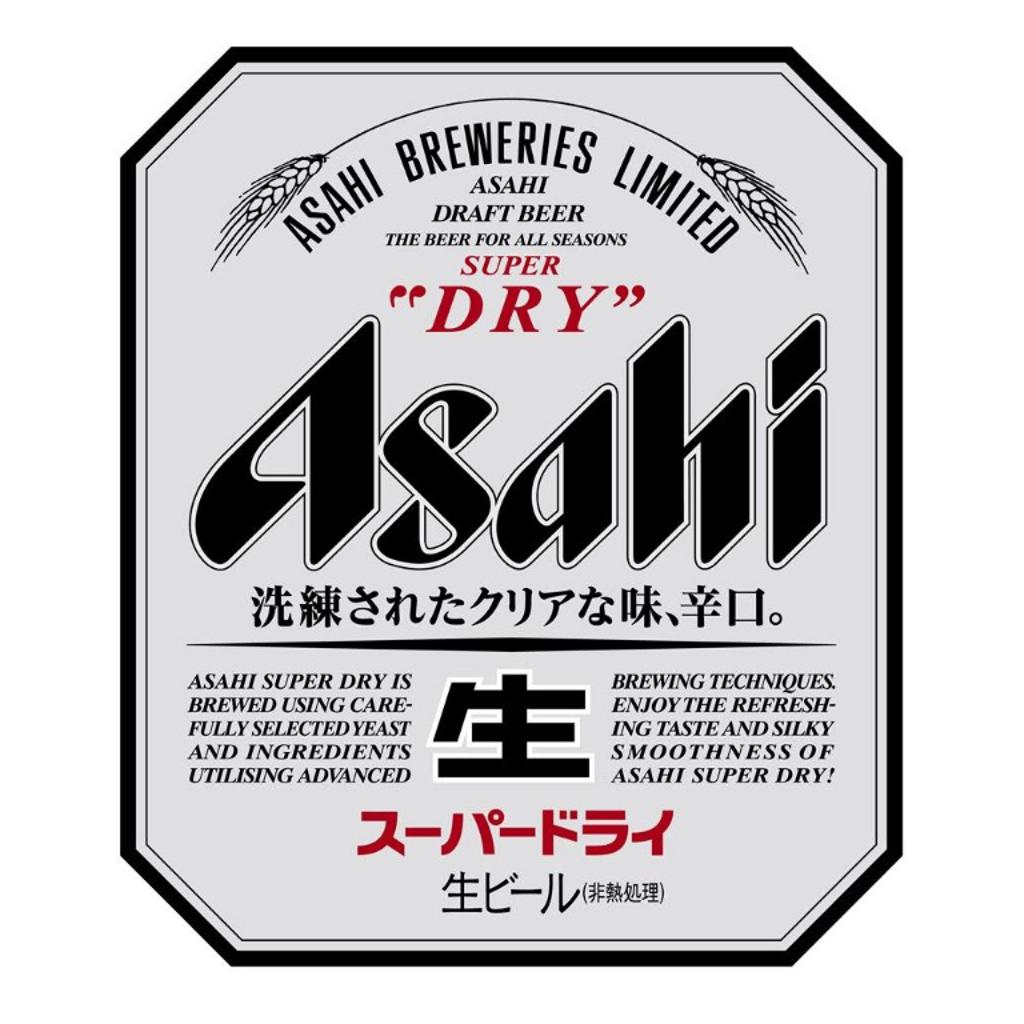 ASAHI BREWERIES LIMITED
ASAHI
DRAFT BEER
THE BEER FOR ALL SEASONS
SUPER
"DRY"
Asahi
洗練されたクリアな味、辛口。
ASAHI SUPER DRY IS
BREWED USING CARE-
FULLY SELECTED YEAST
AND INGREDIENTS
UTILISING ADVANCED
生
BREWING TECHNIQUES.
ENJOY THE REFRESH-
ING TASTE AND SILKY
SMOOTHNESS OF
ASAHI SUPER DRY!
スーパードライ
生ビール(非熱処理)